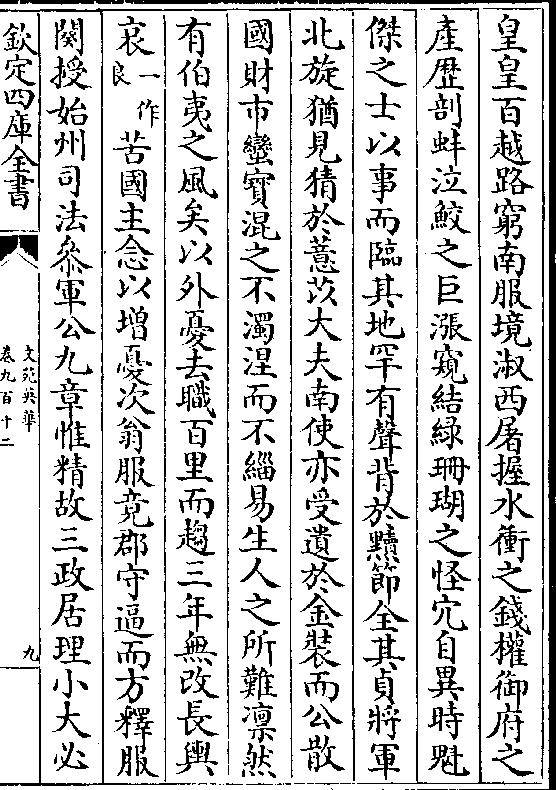 皇皇百越路窮南服境淑西屠握水衝之錢權御府之
產歷剖蚌泣鮫之巨漲窺結綠珊瑚之怪宂自異時魁
傑之士以事而臨其地罕有聲背於黷節全其貞將軍
北旋猶見猜於薏苡大夫南使亦受遺於金裝而公散
國財市蠻寳混之不濁涅而不緇易生人之所難凛然
有伯夷之風矣以外憂去職百里而趨三年無改長輿
哀一作良苦國主念以增憂次翁服竟郡守逼而方釋服
闋授始州司法叅軍公九章惟精故三政居理小大必
欽定四庫全書
文苑英華
卷九百十二
九